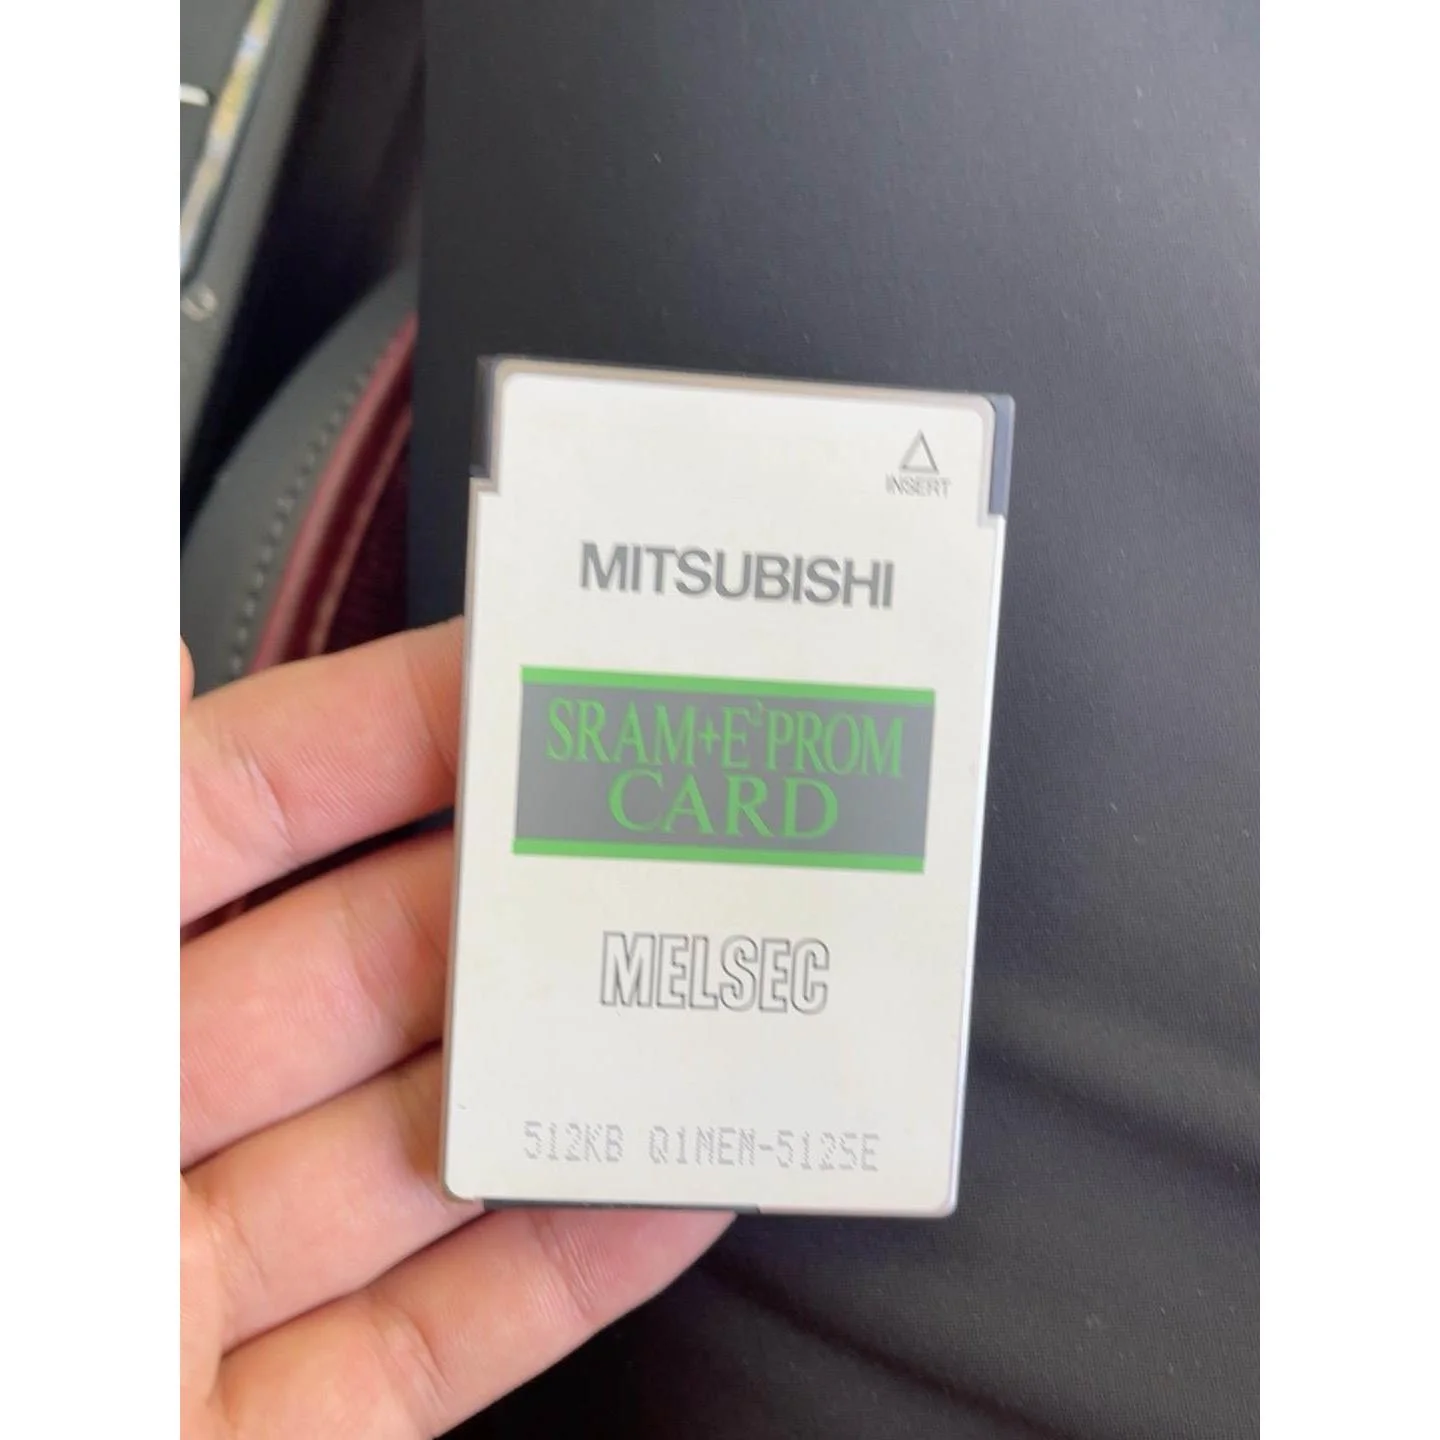 INSERT
MITSUBISHI
SRAM+E²PROM
CARD
MELSEC
512KB Q1MEM-512SE